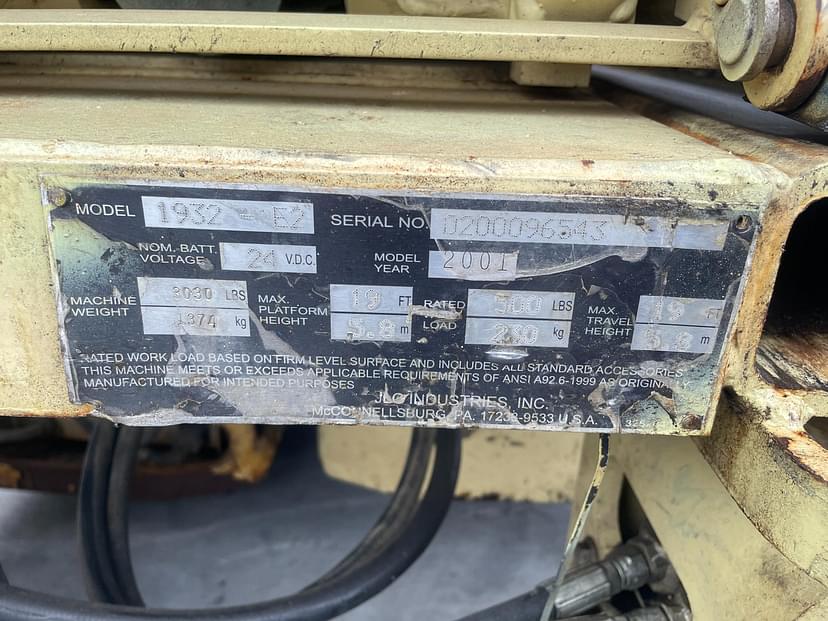 MODEL 1932 - E2 SERIAL NO. 0200096543
NOM. BATT. VOLTAGE 24 V.D.C. MODEL YEAR 2001
MACHINE WEIGHT 3030 LBS 1374 kg MAX. PLATFORM HEIGHT 19 FT 5.8 m RATED LOAD 500 LBS 230 kg MAX TRAVEL HEIGHT 19 FT 5.8 m
RATED WORK LOAD BASED ON FIRM LEVEL SURFACE AND INCLUDES ALL STANDARD ACCESSORIES
THIS MACHINE MEETS OR EXCEEDS APPLICABLE REQUIREMENTS OF ANSI A92.6-1999 AS ORIGINALLY
MANUFACTURED FOR INTENDED PURPOSES
JLG INDUSTRIES, INC.
McCONNELLSBURG, PA. 17233-9533 U.S.A.